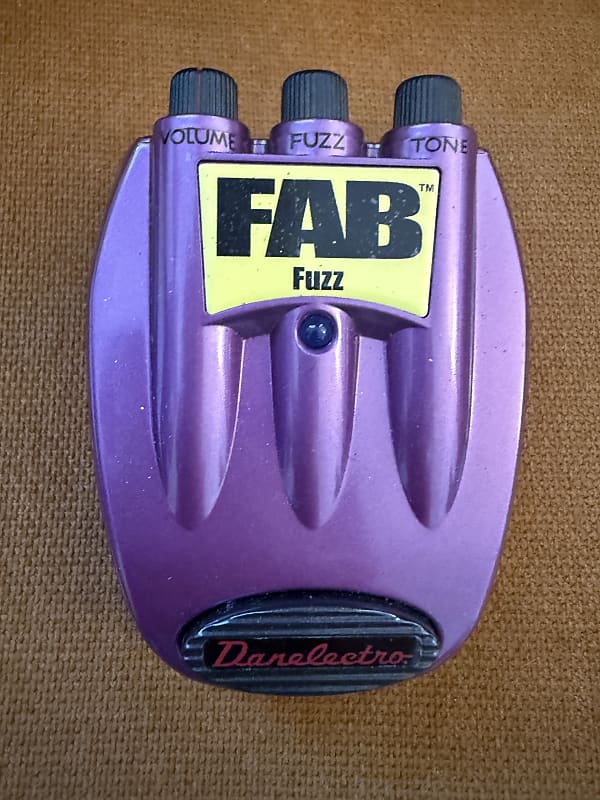 VOLUME FUZZ TONE
FAB™
Fuzz
Danelectro